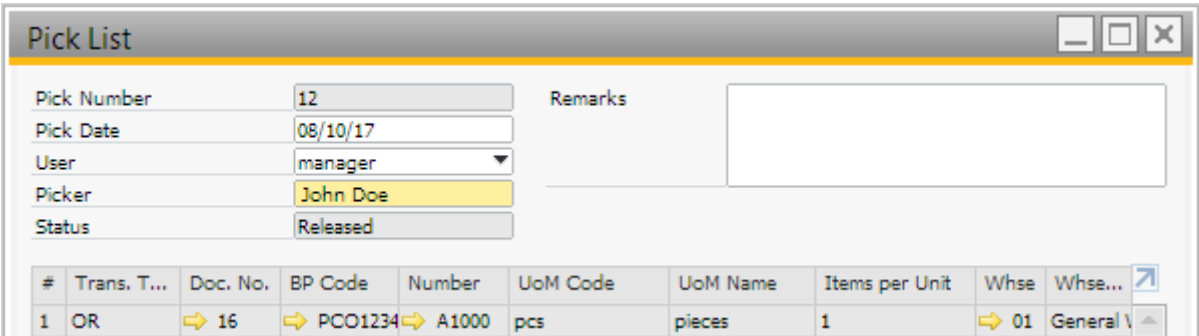 Pick List
Pick Number 12 Remarks
Pick Date 08/10/17
User manager
Picker John Doe
Status Released
# Trans. T... Doc. No. BP Code Number UoM Code UoM Name Items per Unit Whse Whse...
1 OR 16 PCO1234 A1000 pcs pieces 1 01 General